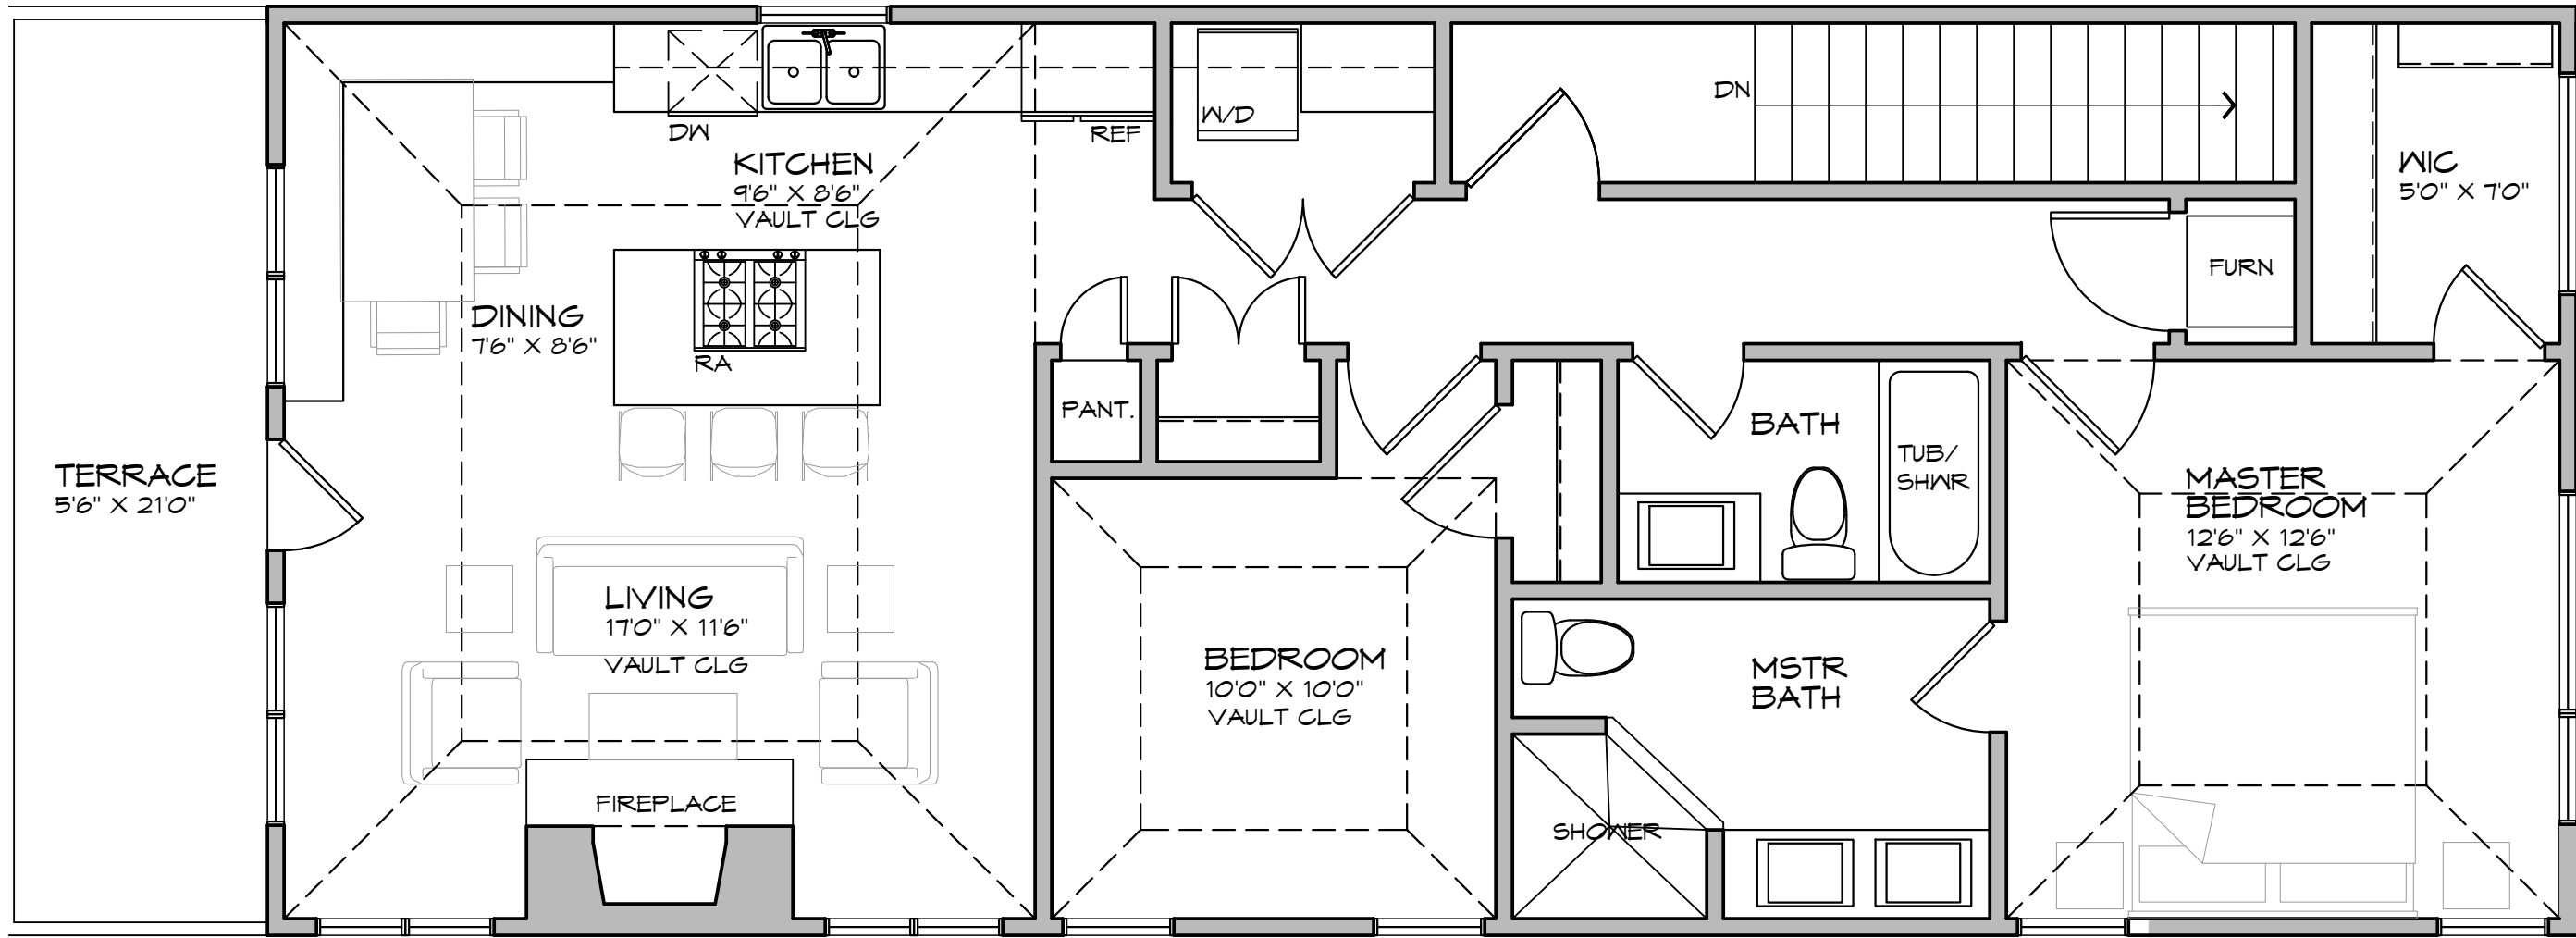 DN
W/D
DW
REF
KITCHEN
9'6" X 8'6"
VAULT CLG
WIC
5'0" X 7'0"
FURN
DINING
7'6" X 8'6"
RA
PANT.
BATH
TUB/
SHWR
TERRACE
5'6" X 21'0"
MASTER
BEDROOM
12'6" X 12'6"
VAULT CLG
LIVING
17'0" X 11'6"
VAULT CLG
BEDROOM
10'0" X 10'0"
VAULT CLG
MSTR
BATH
FIREPLACE
SHOWER